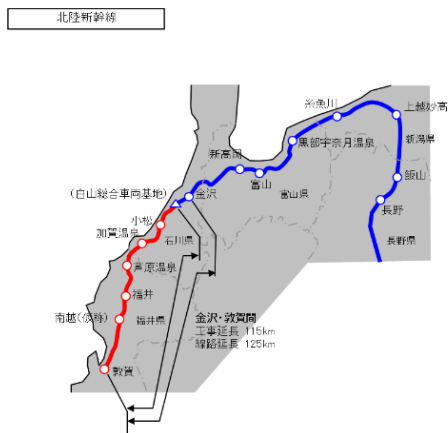 北陸新幹線
糸魚川
上越妙高
新潟県
黒部宇奈月温泉
新高岡
富山
富山県
飯山
(白山総合車両基地)
金沢
長野
小松
加賀温泉
石川県
長野県
芦原温泉
福井
南越(仮称)
福井県
金沢・敦賀間
工事延長 115km
線路延長 125km
敦賀